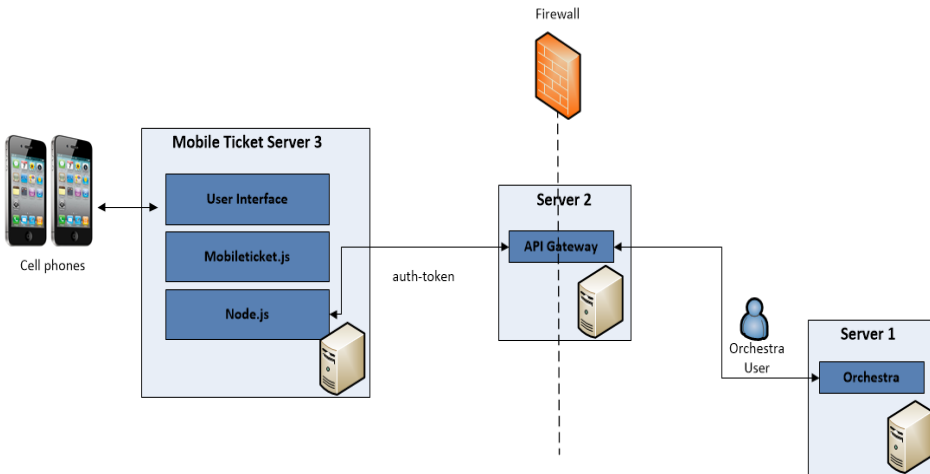 Firewall
Mobile Ticket Server 3
User Interface
Mobileticket.js
Node.js
Cell phones
auth-token
Server 2
API Gateway
Orchestra
User
Server 1
Orchestra